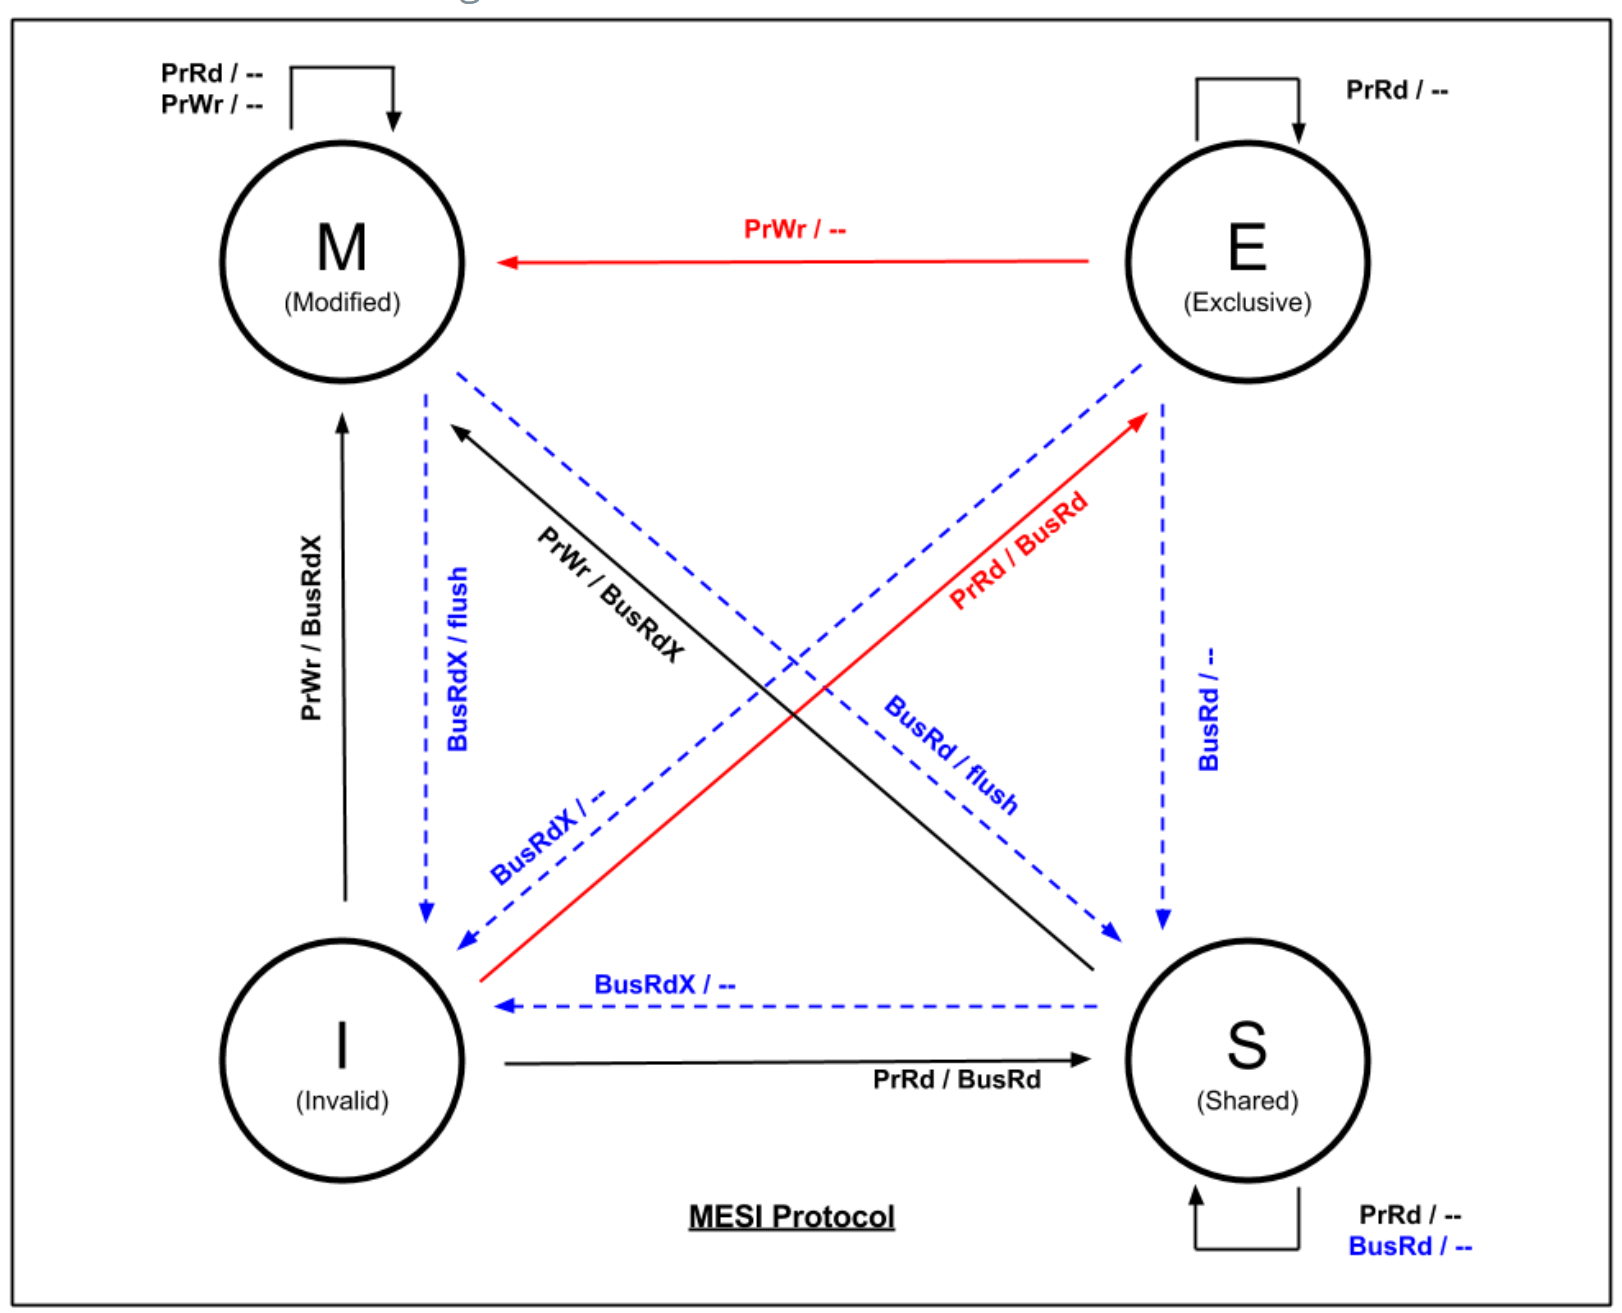 PrRd / --
PrWr / --
PrRd / --
M
(Modified)
PrWr / --
E
(Exclusive)
PrWr / BusRdX
BusRdX / flush
PrWr / BusRdX
PrRd / BusRd
BusRd / --
BusRd / flush
BusRdX / --
BusRdX / --
I
(Invalid)
PrRd / BusRd
S
(Shared)
MESI Protocol
PrRd / --
BusRd / --